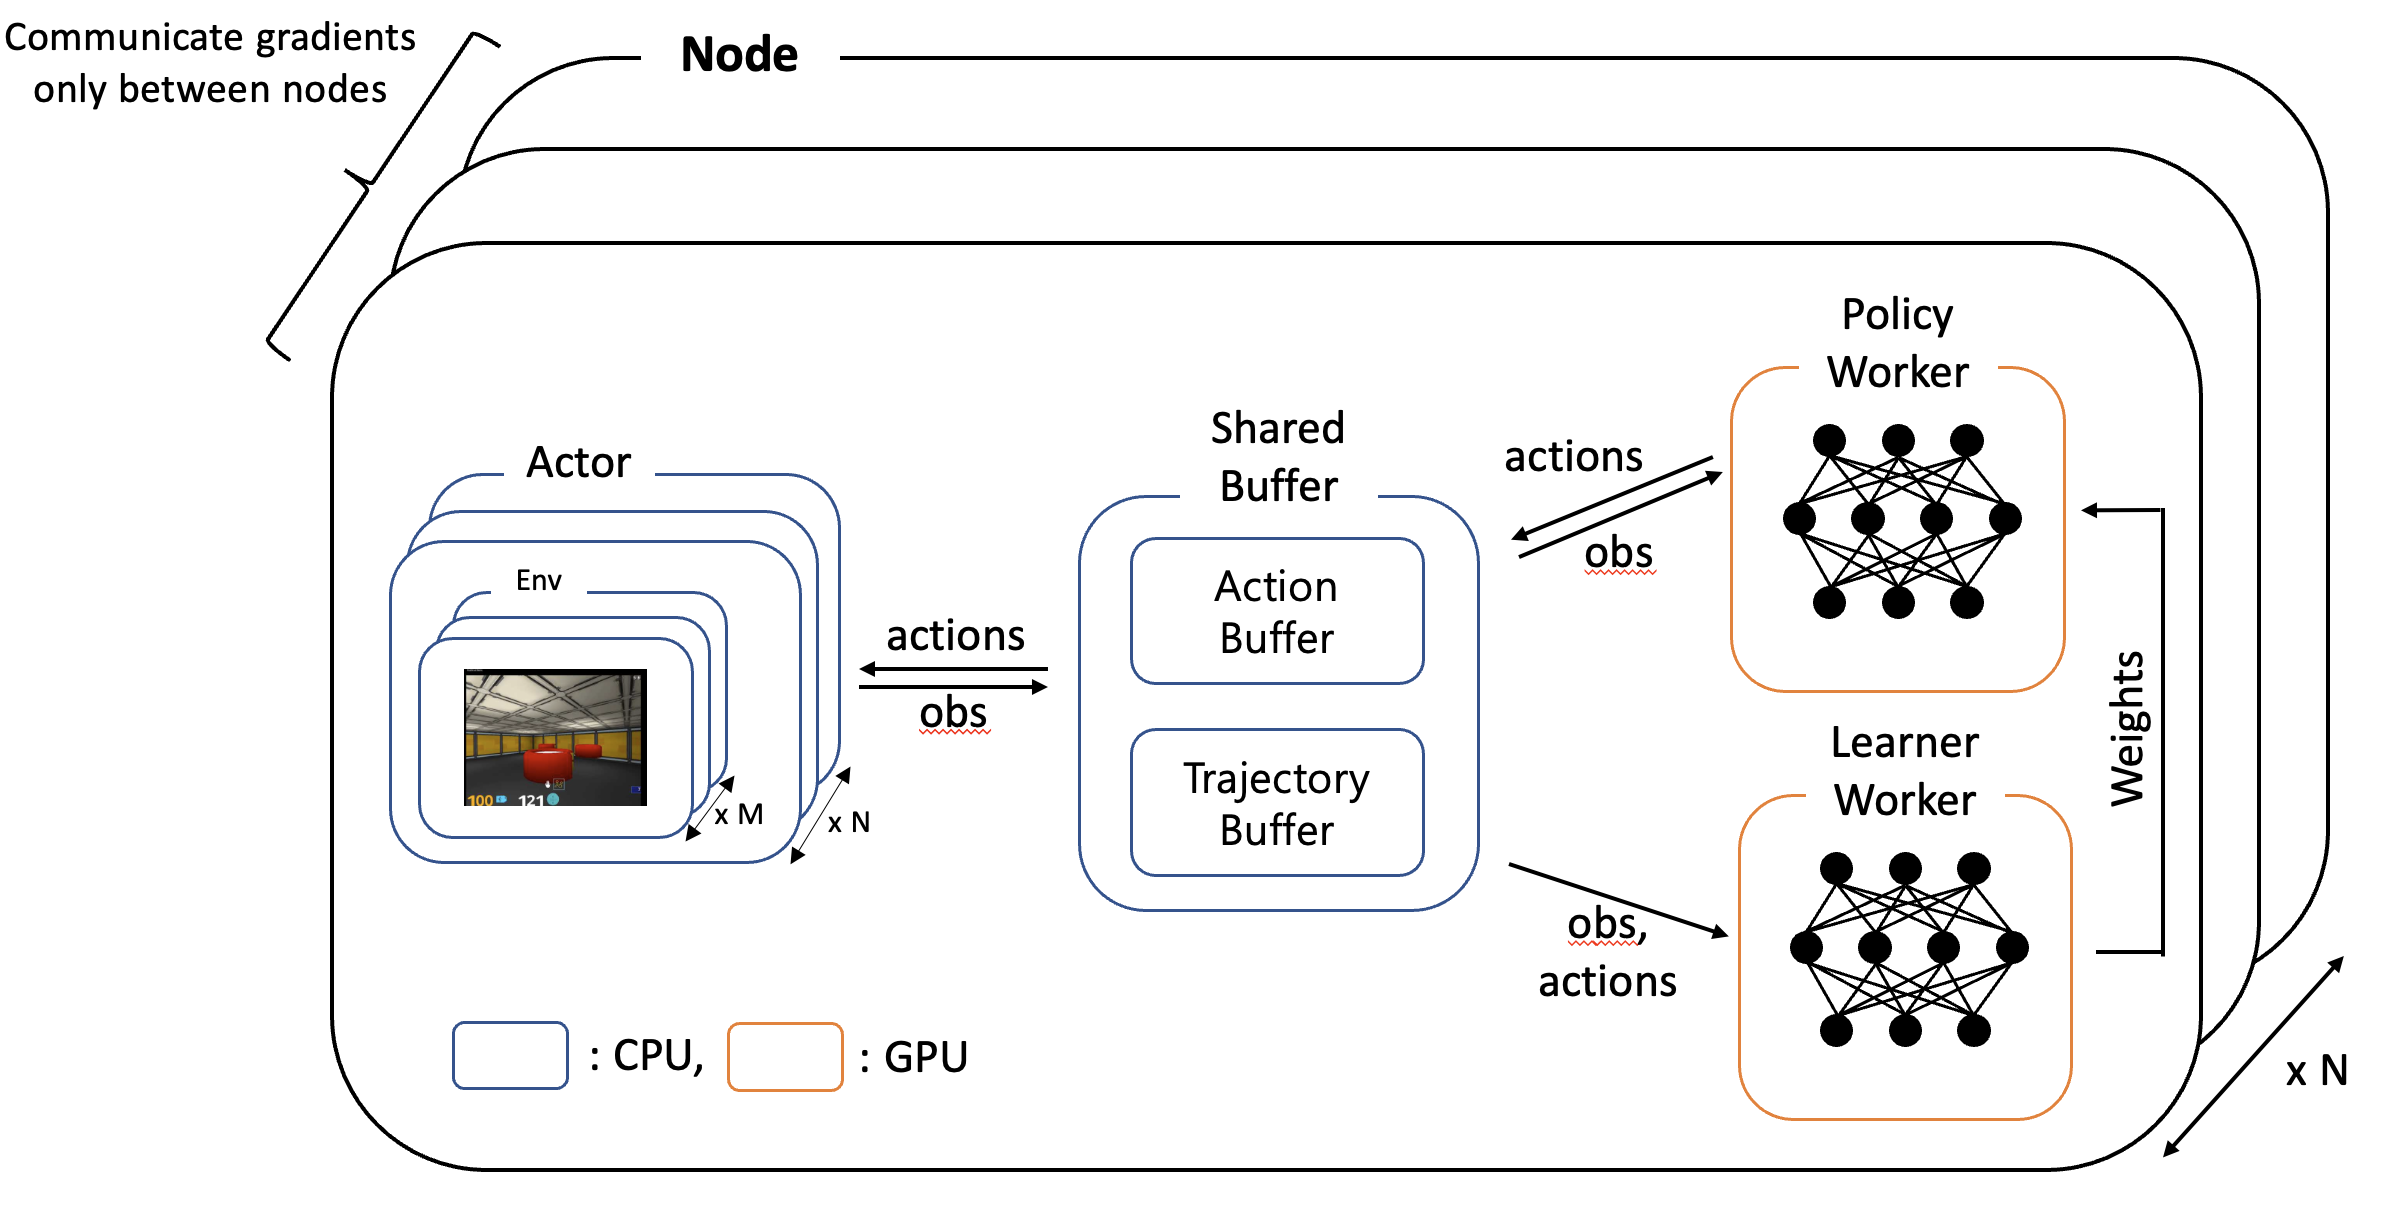 Communicate gradients
only between nodes
Node
Policy
Worker
Shared
Buffer
Actor
actions
obs
Env
Action
Buffer
actions
obs
Weights
Trajectory
Buffer
Learner
Worker
100
121
x M
x N
obs,
actions
: CPU,
: GPU
x N